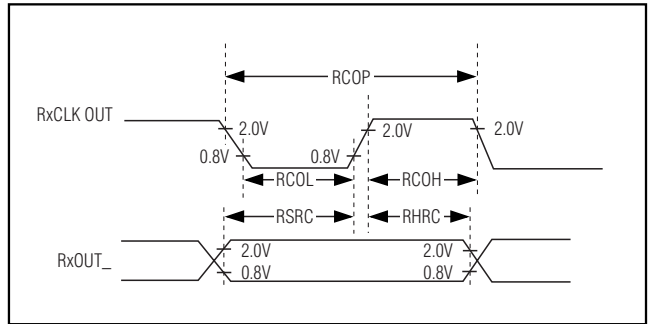 RCOP
RxCLK OUT
2.0V
2.0V
2.0V
0.8V
0.8V
RCOL
RCOH
RSRC
RHRC
RxOUT_
2.0V
2.0V
0.8V
0.8V